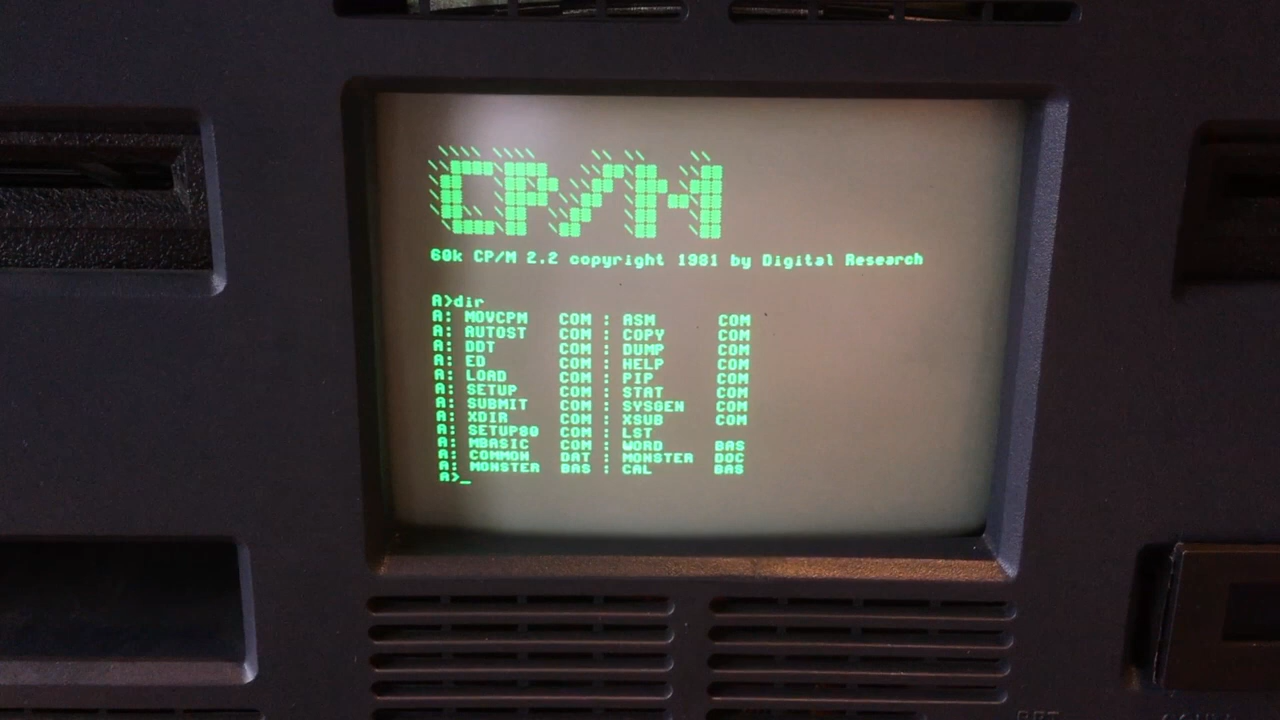 CP/M
60k CP/M 2.2 copyright 1981 by Digital Research
A>dir
A: MOVCPM COM : ASM COM
A: AUTOST COM : COPY COM
A: DDT COM : DUMP COM
A: ED COM : HELP COM
A: LOAD COM : PIP COM
A: SETUP COM : STAT COM
A: SUBMIT COM : SYSGEN COM
A: XDIR COM : XSUB COM
A: SETUP80 COM : LST
A: MBASIC COM : WORD BAS
A: COMMON DAT : MONSTER DOC
A: MONSTER BAS : CAL BAS
A>_